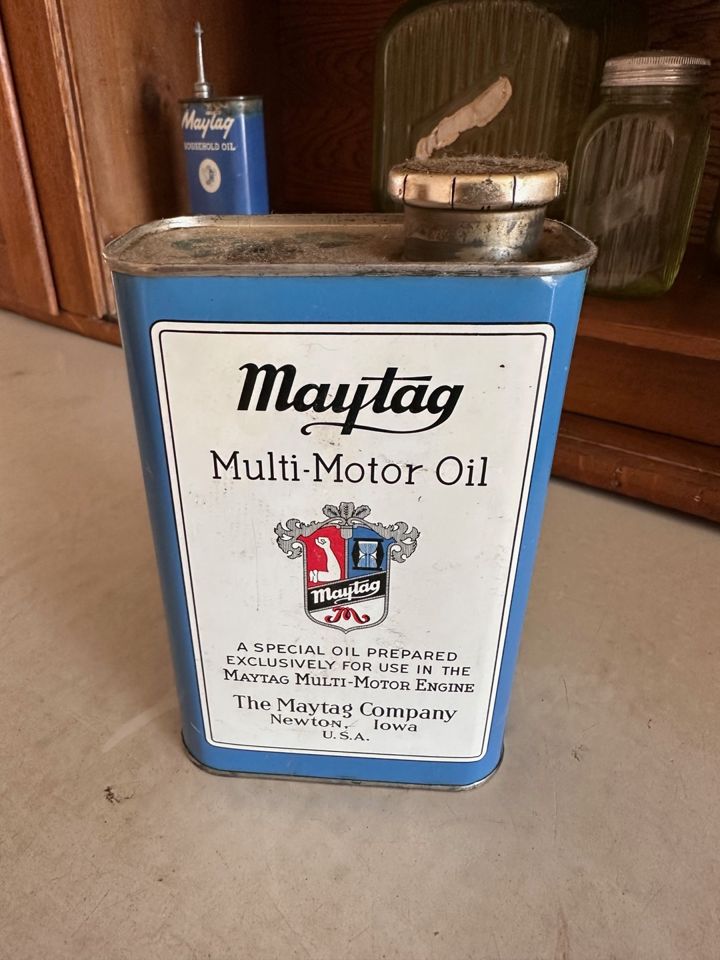 Maytag
HOUSEHOLD OIL
Maytag
Multi-Motor Oil
Maytag
M
A SPECIAL OIL PREPARED
EXCLUSIVELY FOR USE IN THE
MAYTAG MULTI-MOTOR ENGINE
The Maytag Company
Newton, Iowa
U.S.A.